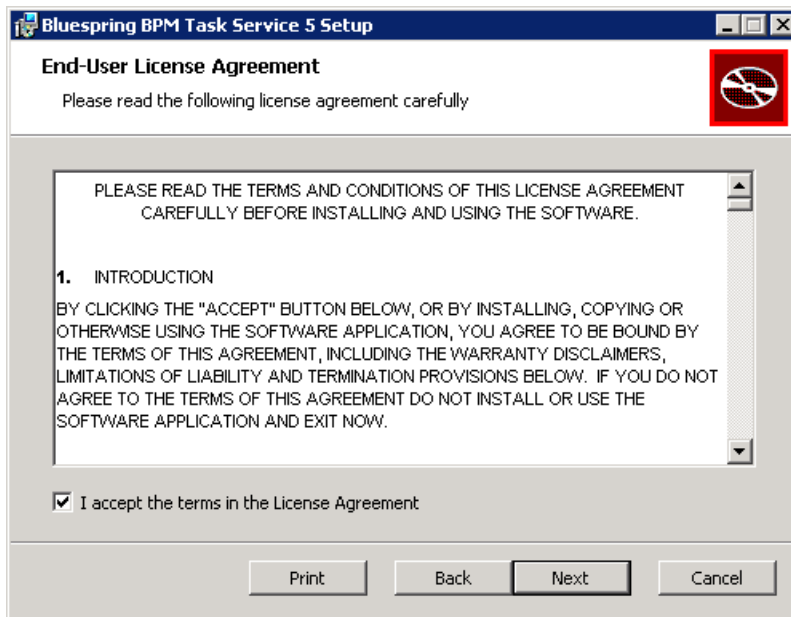 Bluespring BPM Task Service 5 Setup
End-User License Agreement
Please read the following license agreement carefully
PLEASE READ THE TERMS AND CONDITIONS OF THIS LICENSE AGREEMENT
CAREFULLY BEFORE INSTALLING AND USING THE SOFTWARE.
1. INTRODUCTION
BY CLICKING THE "ACCEPT" BUTTON BELOW, OR BY INSTALLING, COPYING OR
OTHERWISE USING THE SOFTWARE APPLICATION, YOU AGREE TO BE BOUND BY
THE TERMS OF THIS AGREEMENT, INCLUDING THE WARRANTY DISCLAIMERS,
LIMITATIONS OF LIABILITY AND TERMINATION PROVISIONS BELOW.  IF YOU DO NOT
AGREE TO THE TERMS OF THIS AGREEMENT DO NOT INSTALL OR USE THE
SOFTWARE APPLICATION AND EXIT NOW.
I accept the terms in the License Agreement
Print Back Next Cancel